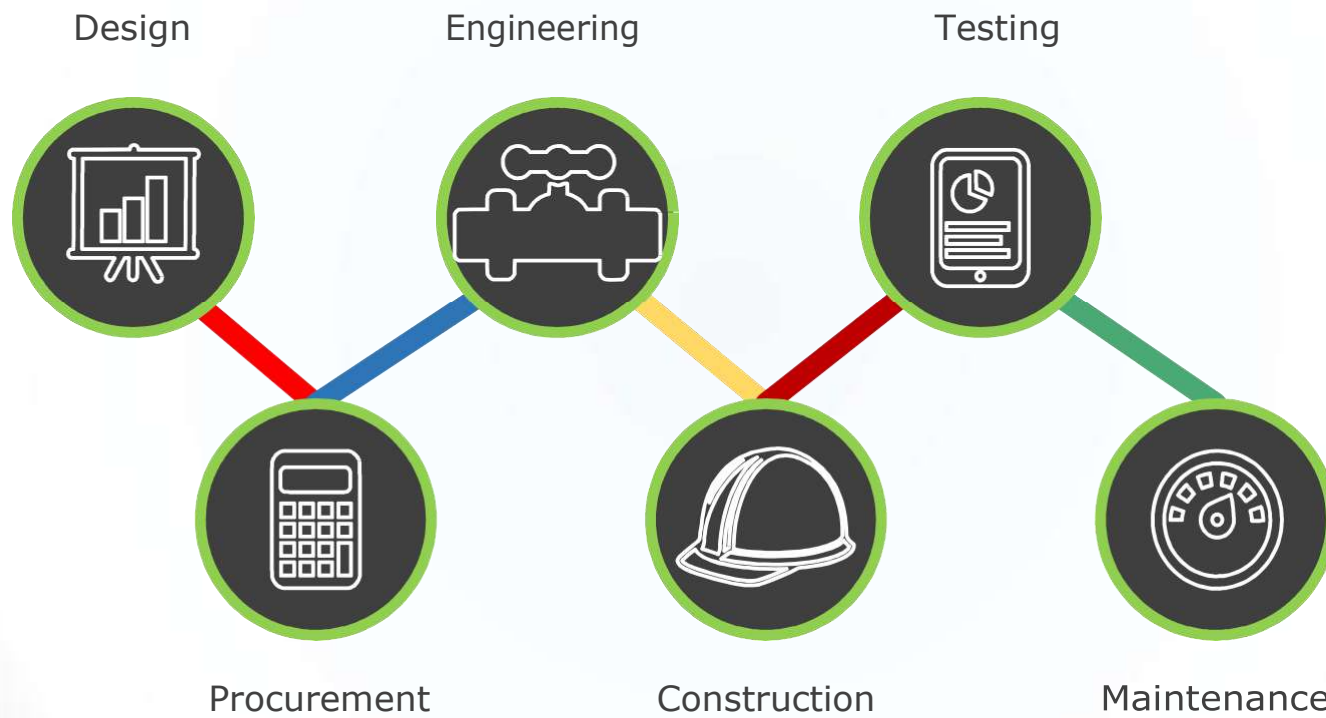 Design
Engineering
Testing
Procurement
Construction
Maintenance